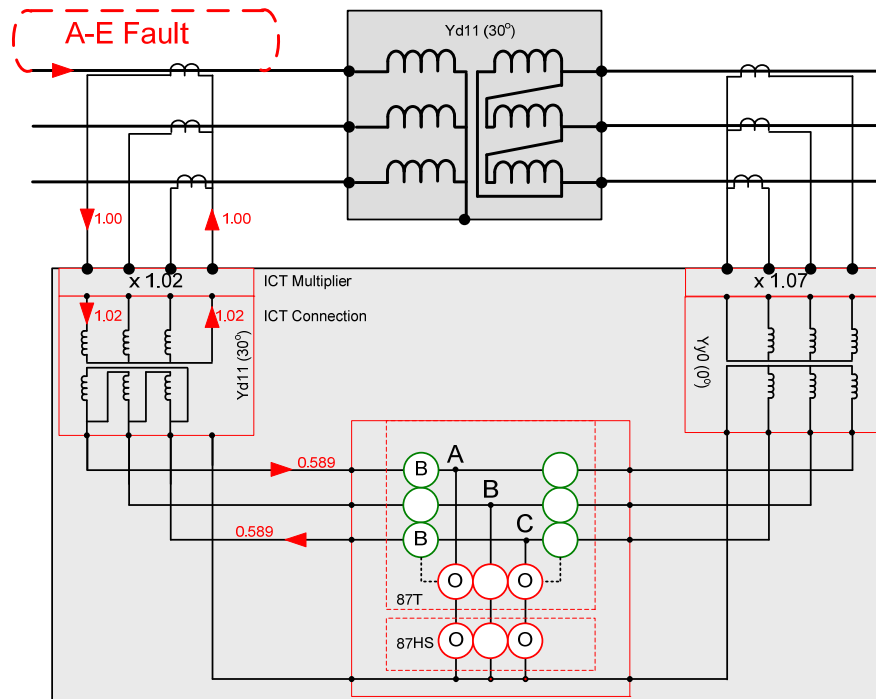 A-E Fault
Yd11 (30°)
1.00
1.00
x 1.02
ICT Multiplier
x 1.07
1.02
1.02
ICT Connection
Yd11 (30°)
Yy0 (0°)
0.589
B
A
B
0.589
B
C
O
O
87T
87HS
O
O